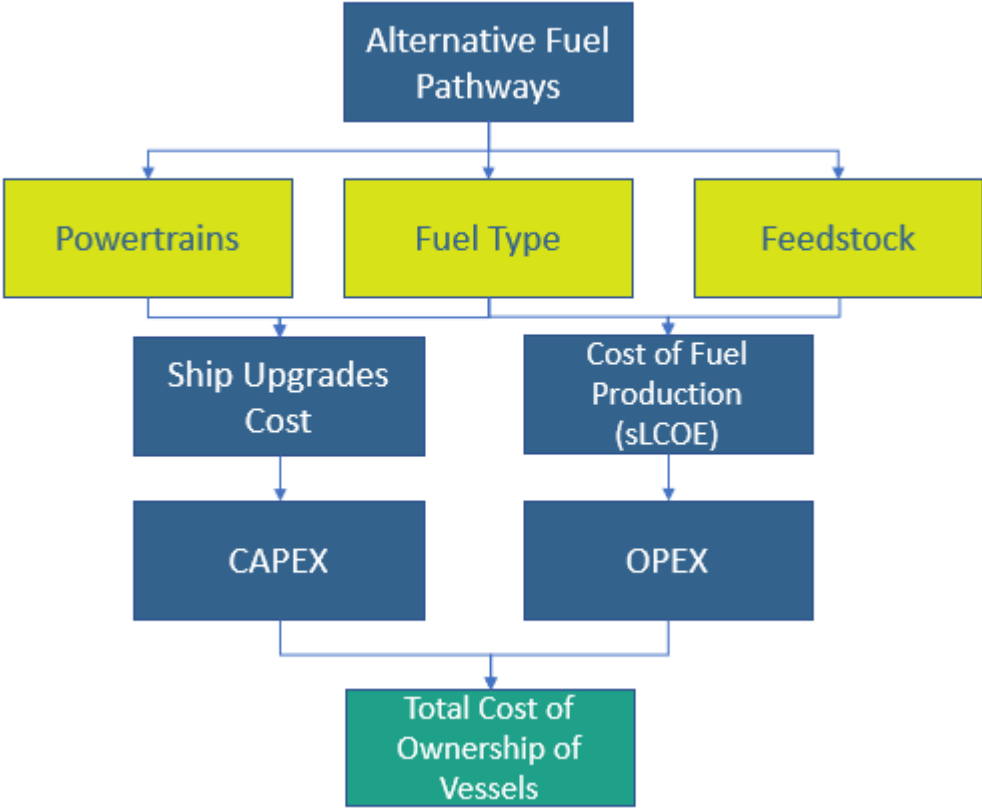 Alternative Fuel
Pathways
Powertrains
Fuel Type
Feedstock
Ship Upgrades
Cost
Cost of Fuel
Production
(sLCOE)
CAPEX
OPEX
Total Cost of
Ownership of
Vessels